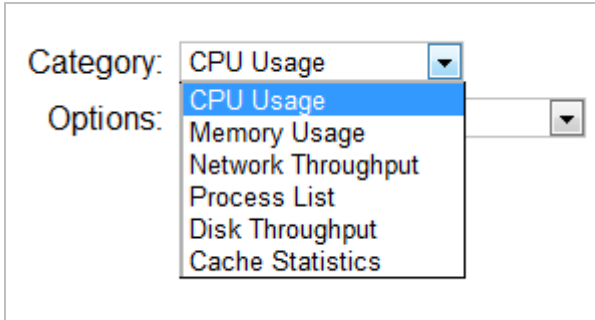 Category: CPU Usage
CPU Usage
Options:
Memory Usage
Network Throughput
Process List
Disk Throughput
Cache Statistics